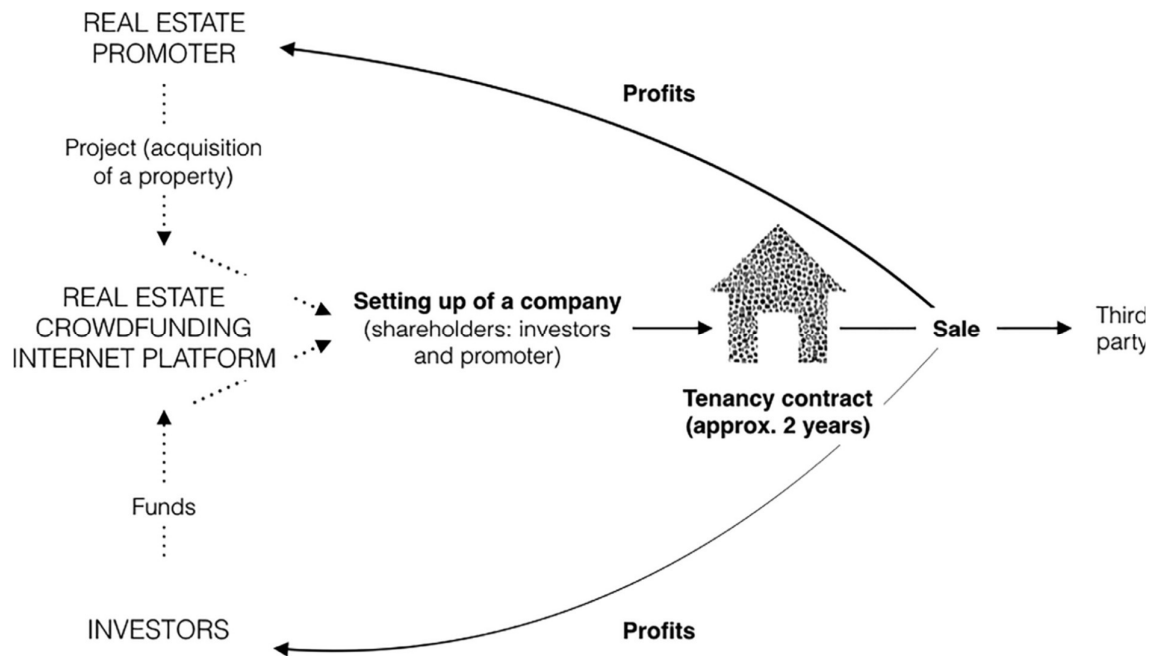 REAL ESTATE
PROMOTER
Profits
Project (acquisition
of a property)
REAL ESTATE
CROWDFUNDING
INTERNET PLATFORM
Setting up of a company
(shareholders: investors
and promoter)
Sale
Third
party
Tenancy contract
(approx. 2 years)
Funds
INVESTORS
Profits